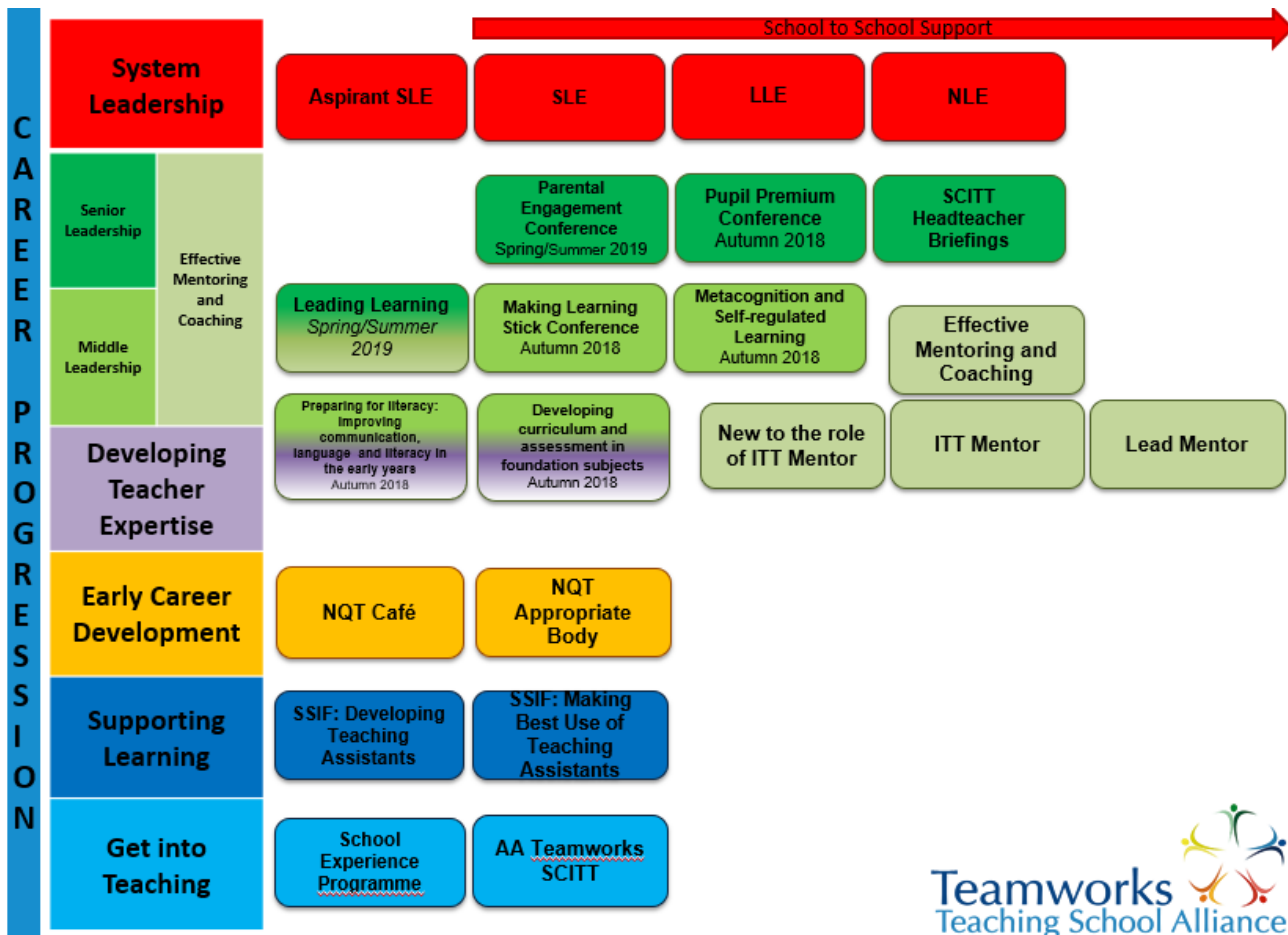 CAREER PROGRESSION
School to School Support
System
Leadership
Aspirant SLE
SLE
LLE
NLE
Senior
Leadership
Effective
Mentoring
and
Coaching
Middle
Leadership
Parental
Engagement
Conference
Spring/Summer 2019
Pupil Premium
Conference
Autumn 2018
SCITT
Headteacher
Briefings
Leading Learning
Spring/Summer
2019
Making Learning
Stick Conference
Autumn 2018
Metacognition and
Self-regulated
Learning
Autumn 2018
Effective
Mentoring and
Coaching
Developing
Teacher
Expertise
Preparing for literacy:
Improving
communication,
language and literacy in
the early years
Autumn 2018
Developing
curriculum and
assessment in
foundation subjects
Autumn 2018
New to the role
of ITT Mentor
ITT Mentor
Lead Mentor
Early Career
Development
NQT Café
NQT
Appropriate
Body
Supporting
Learning
SSIF: Developing
Teaching
Assistants
SSIF: Making
Best Use of
Teaching
Assistants
Get into
Teaching
School
Experience
Programme
AA Teamworks
SCITT
Teamworks
Teaching School Alliance